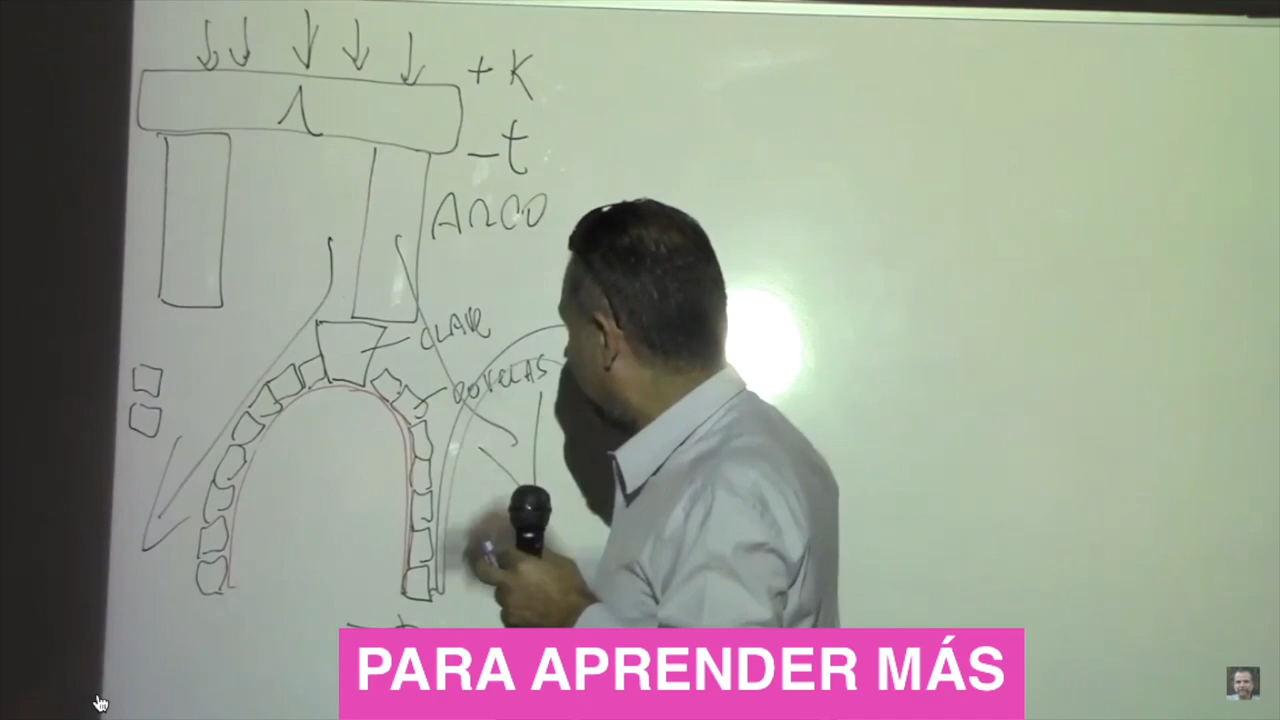 + K
- t
ARCO
CLAVE
DOVELAS
PARA APRENDER MÁS